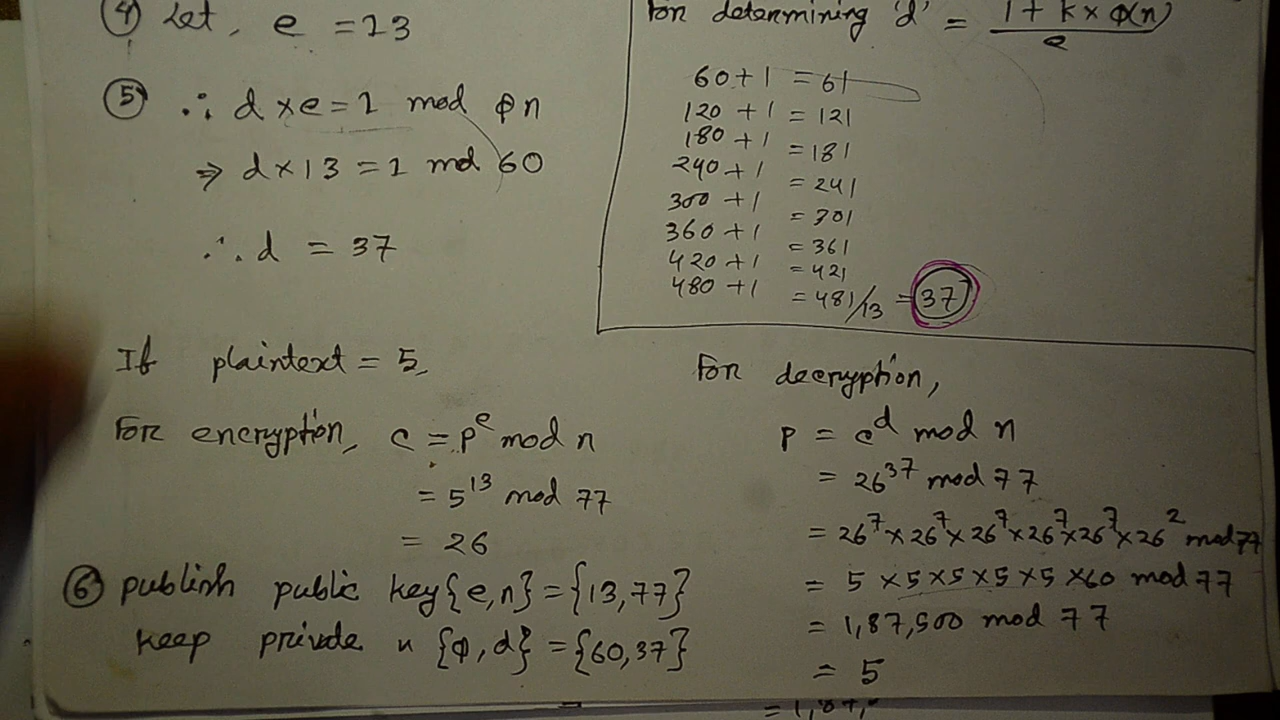 ④ Let, e = 13
⑤ ∴ d × e = 1 mod φn
⇒ d × 13 = 1 md 60
∴ d = 37
For determining 'd' = (1 + k × φ(n)) / e
60 + 1 = 61
120 + 1 = 121
180 + 1 = 181
240 + 1 = 241
300 + 1 = 301
360 + 1 = 361
420 + 1 = 421
480 + 1 = 481/13 = 37
If plaintext = 5,
For encryption, c = p^e mod n
= 5^13 mod 77
= 26
⑥ publish public key {e, n} = {13, 77}
keep private " {φ, d} = {60, 37}
For decryption,
p = c^d mod n
= 26^37 mod 77
= 26^7 × 26^7 × 26^7 × 26^7 × 26^7 × 26^2 mod 77
= 5 × 5 × 5 × 5 × 5 × 60 mod 77
= 1,87,500 mod 77
= 5